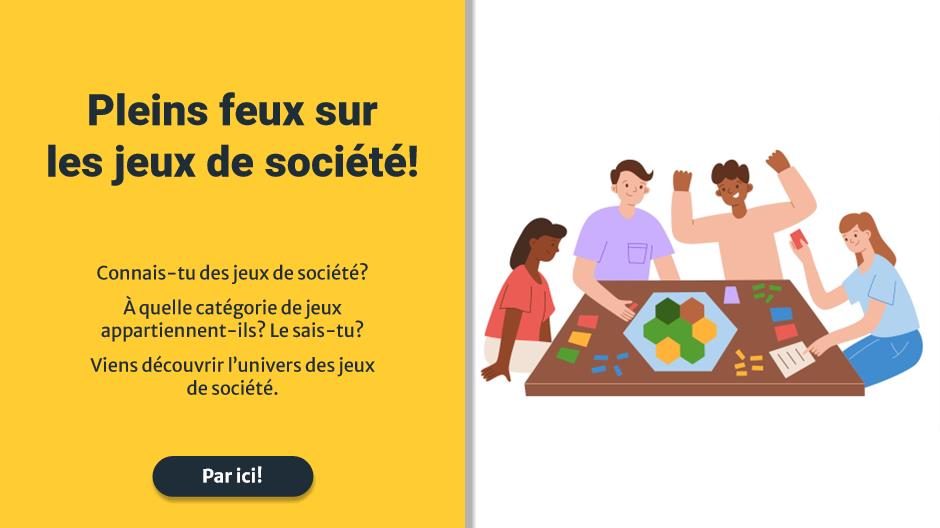 Pleins feux sur
les jeux de société!
Connais-tu des jeux de société?
À quelle catégorie de jeux
appartiennent-ils? Le sais-tu?
Viens découvrir l’univers des jeux
de société.
Par ici!